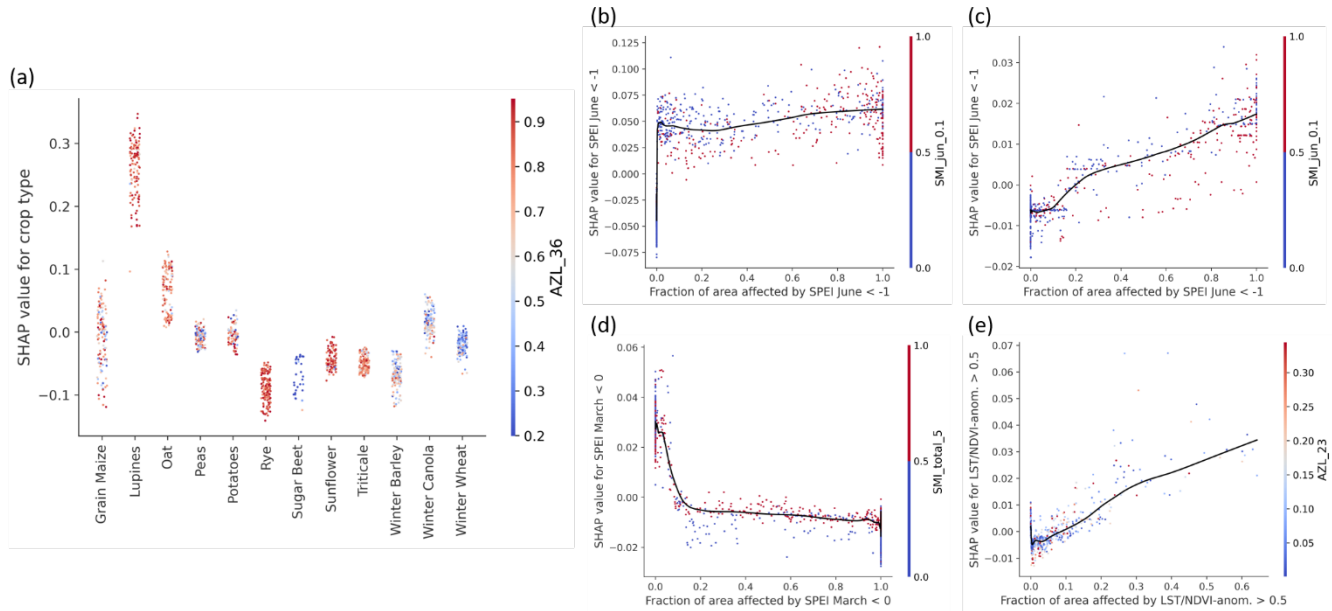 (a)
SHAP value for crop type
0.3
0.2
0.1
0.0
−0.1
Grain Maize
Lupines
Oat
Peas
Potatoes
Rye
Sugar Beet
Sunflower
Triticale
Winter Barley
Winter Canola
Winter Wheat
0.9
0.8
0.7
0.6
0.5
0.4
0.3
0.2
AZL_36
(b)
SHAP value for SPEI June < -1
0.125
0.100
0.075
0.050
0.025
0.000
−0.025
−0.050
−0.075
0.0 0.2 0.4 0.6 0.8 1.0
Fraction of area affected by SPEI June < -1
1.0
0.5
0.0
SMI_jun_0.1
(c)
SHAP value for SPEI June < -1
0.03
0.02
0.01
0.00
−0.01
−0.02
0.0 0.2 0.4 0.6 0.8 1.0
Fraction of area affected by SPEI June < -1
1.0
0.5
0.0
SMI_jun_0.1
(d)
SHAP value for SPEI March < 0
0.06
0.04
0.02
0.00
−0.02
0.0 0.2 0.4 0.6 0.8 1.0
Fraction of area affected by SPEI March < 0
1.0
0.5
0.0
SMI_total_5
(e)
SHAP value for LST/NDVI-anom. > 0.5
0.07
0.06
0.05
0.04
0.03
0.02
0.01
0.00
−0.01
0.0 0.1 0.2 0.3 0.4 0.5 0.6
Fraction of area affected by LST/NDVI-anom. > 0.5
0.30
0.25
0.20
0.15
0.10
0.05
AZL_23